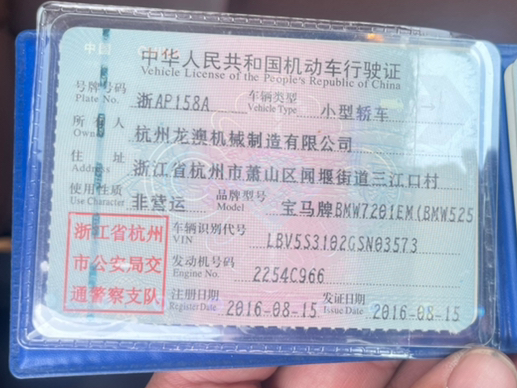 中华人民共和国机动车行驶证
Vehicle License of the People's Republic of China
号牌号码 浙AP158A 车辆类型 小型轿车
Plate No. Vehicle Type
所有人 杭州龙澳机械制造有限公司
Owner
住址 浙江省杭州市萧山区闻堰街道三江口村
Address
使用性质 非营运 品牌型号 宝马牌BMW7201EM(BMW525
Use Character Model
浙江省杭州
市公安局交
通警察支队
车辆识别代号 LBV5S3102GSN03573
VIN
发动机号码 2254C966
Engine No.
注册日期 2016-08-15 发证日期 2016-08-15
Register Date Issue Date